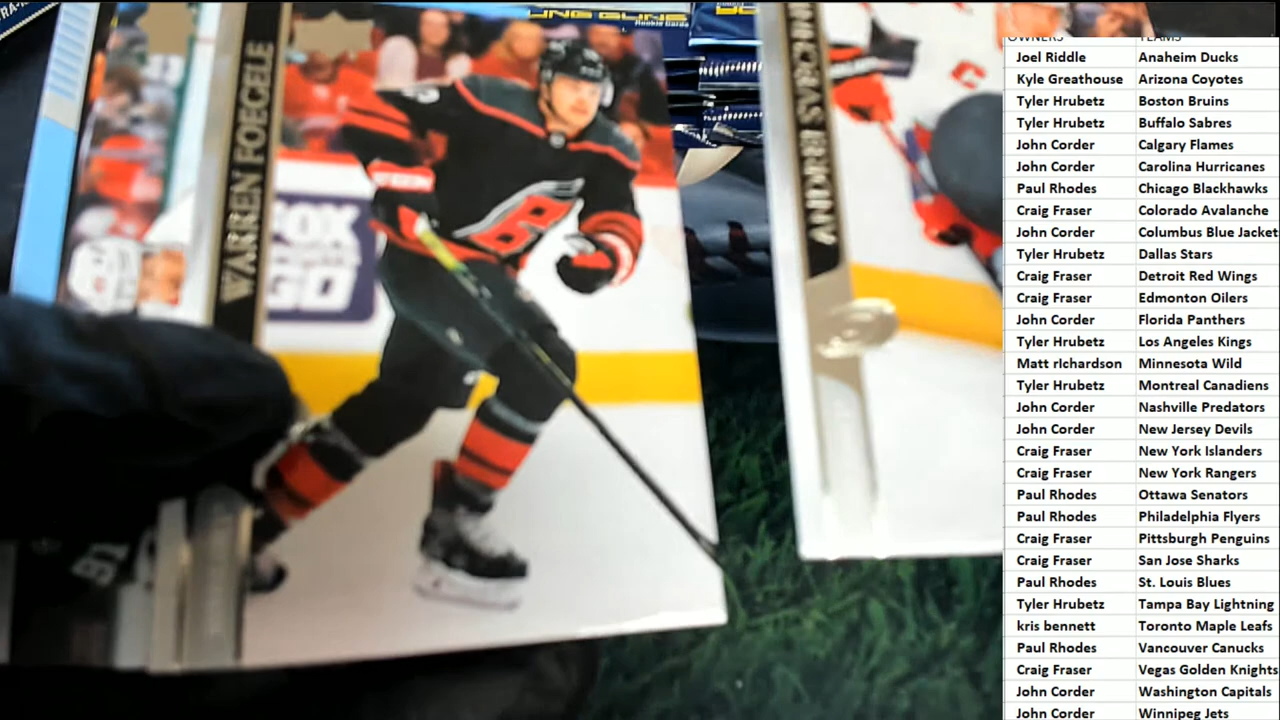 YOUNG GUNS
Rookie Cards
WARREN FOEGELE
ANDREI SVECHNIKOV
91
OWNERS TEAMS
Joel Riddle Anaheim Ducks
Kyle Greathouse Arizona Coyotes
Tyler Hrubetz Boston Bruins
Tyler Hrubetz Buffalo Sabres
John Corder Calgary Flames
John Corder Carolina Hurricanes
Paul Rhodes Chicago Blackhawks
Craig Fraser Colorado Avalanche
John Corder Columbus Blue Jacket
Tyler Hrubetz Dallas Stars
Craig Fraser Detroit Red Wings
Craig Fraser Edmonton Oilers
John Corder Florida Panthers
Tyler Hrubetz Los Angeles Kings
Matt rIchardson Minnesota Wild
Tyler Hrubetz Montreal Canadiens
John Corder Nashville Predators
John Corder New Jersey Devils
Craig Fraser New York Islanders
Craig Fraser New York Rangers
Paul Rhodes Ottawa Senators
Paul Rhodes Philadelphia Flyers
Craig Fraser Pittsburgh Penguins
Craig Fraser San Jose Sharks
Paul Rhodes St. Louis Blues
Tyler Hrubetz Tampa Bay Lightning
kris bennett Toronto Maple Leafs
Paul Rhodes Vancouver Canucks
Craig Fraser Vegas Golden Knights
John Corder Washington Capitals
John Corder Winnipeg Jets